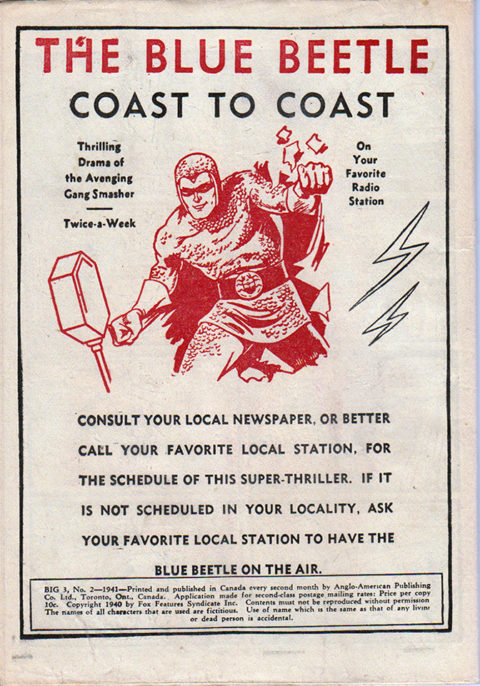 THE BLUE BEETLE
COAST TO COAST
Thrilling
Drama of
the Avenging
Gang Smasher
Twice-a-Week
On
Your
Favorite
Radio
Station
CONSULT YOUR LOCAL NEWSPAPER, OR BETTER
CALL YOUR FAVORITE LOCAL STATION, FOR
THE SCHEDULE OF THIS SUPER-THRILLER. IF IT
IS NOT SCHEDULED IN YOUR LOCALITY, ASK
YOUR FAVORITE LOCAL STATION TO HAVE THE
BLUE BEETLE ON THE AIR.
BIG 3, No. 2—1941—Printed and published in Canada every second month by Anglo-American Publishing
Co. Ltd., Toronto, Ont., Canada. Application made for second-class postage mailing rates: Price per copy
10c. Copyright 1940 by Fox Features Syndicate Inc. Contents must not be reproduced without permission
The names of all characters that are used are fictitious. Use of name which is the same as that of any living
or dead person is accidental.